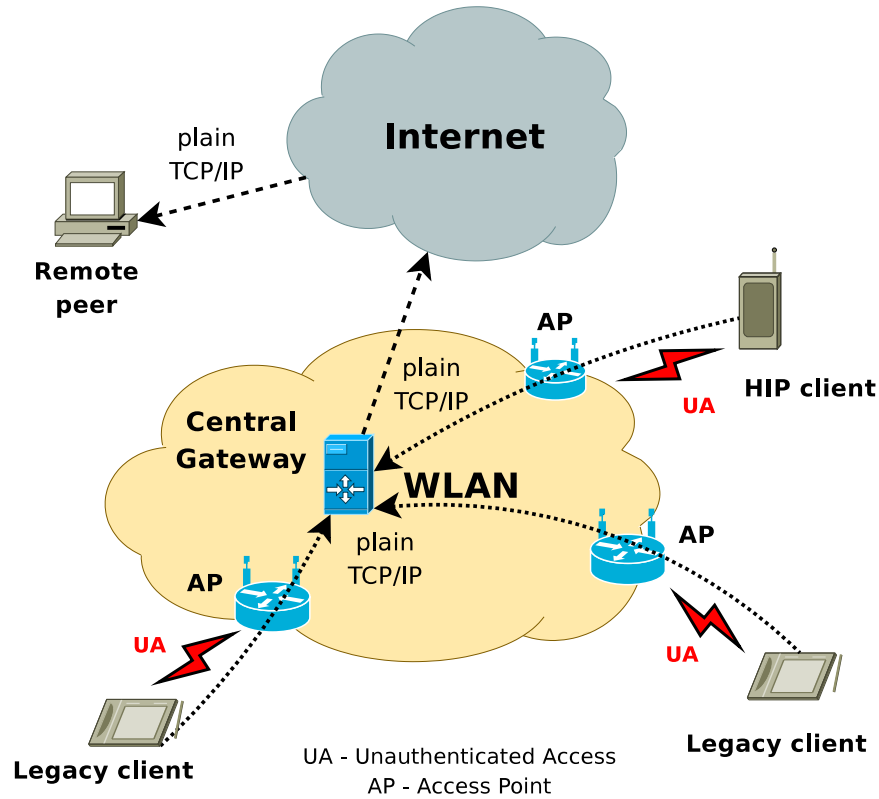 Internet
plain
TCP/IP
Remote
peer
AP
HIP client
UA
plain
TCP/IP
Central
Gateway
WLAN
AP
plain
TCP/IP
AP
UA
UA
Legacy client
Legacy client
UA - Unauthenticated Access
AP - Access Point